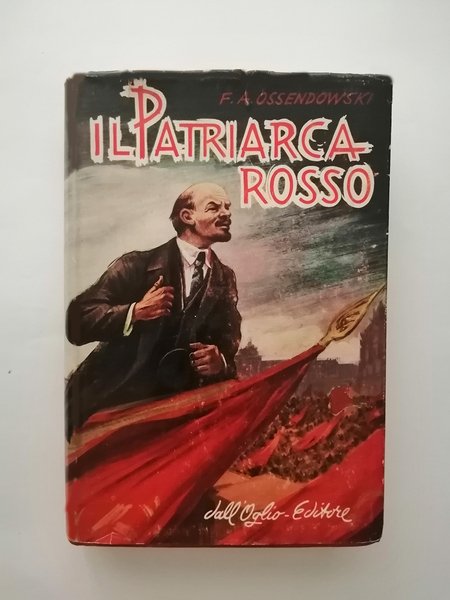 F. A. OSSENDOWSKI
IL PATRIARCA
ROSSO
dall'Oglio - Editore